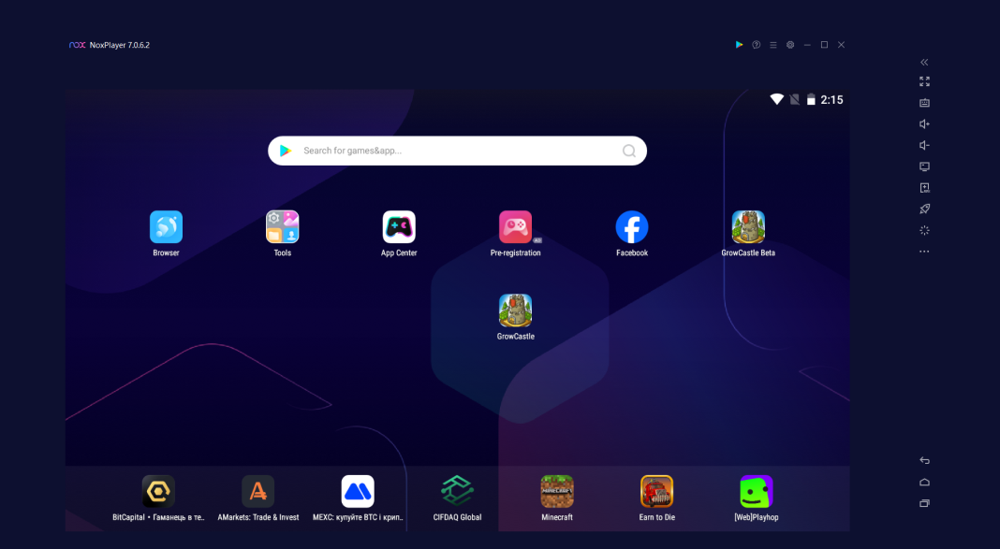 nox NoxPlayer 7.0.6.2
2:15
Search for games&app...
Browser
Tools
App Center
Pre-registration
AD
Facebook
GrowCastle Beta
GrowCastle
MINECRAFT
BitCapital • Гаманець в те..
AMarkets: Trade & Invest
MEXC: купуйте BTC і крип..
CIFDAQ Global
Minecraft
Earn to Die
[Web]Playhop